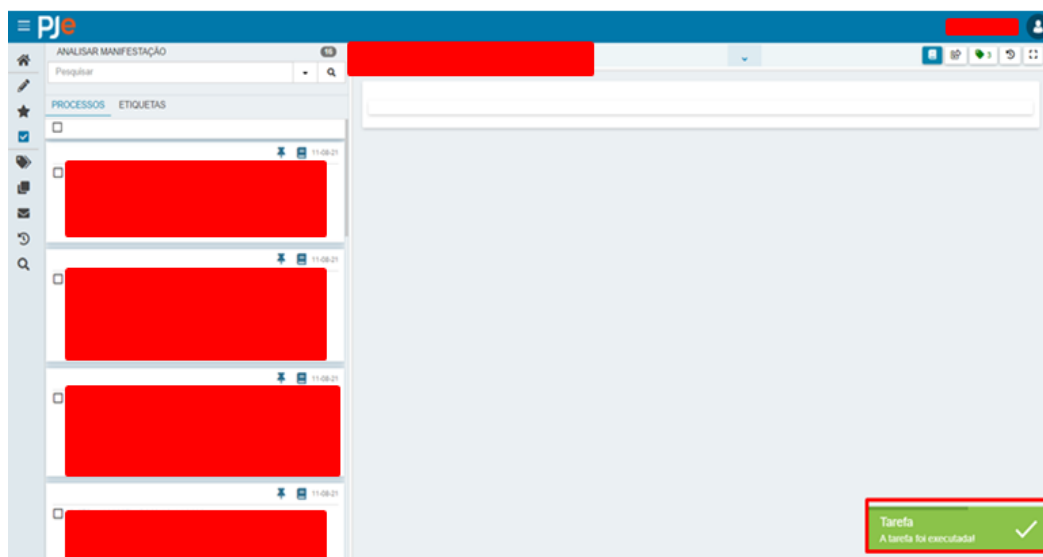 PJe
ANALISAR MANIFESTAÇÃO
Pesquisar
3
PROCESSOS ETIQUETAS
11-08-21
11-08-21
11-08-21
11-08-21
Tarefa
A tarefa foi executada!